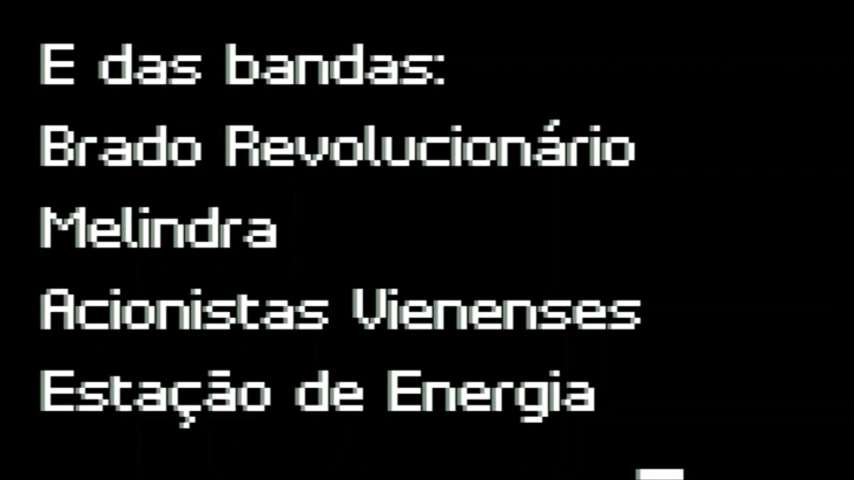 E das bandas:
Brado Revolucionário
Melindra
Acionistas Vienenses
Estação de Energia